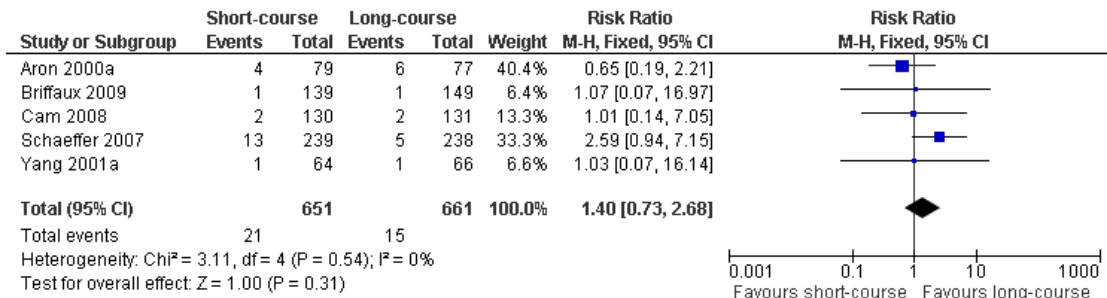 Short-course Long-course Risk Ratio Risk Ratio
Study or Subgroup Events Total Events Total Weight M-H, Fixed, 95% CI M-H, Fixed, 95% CI
Aron 2000a 4 79 6 77 40.4% 0.65 [0.19, 2.21]
Briffaux 2009 1 139 1 149 6.4% 1.07 [0.07, 16.97]
Cam 2008 2 130 2 131 13.3% 1.01 [0.14, 7.05]
Schaeffer 2007 13 239 5 238 33.3% 2.59 [0.94, 7.15]
Yang 2001a 1 64 1 66 6.6% 1.03 [0.07, 16.14]
Total (95% CI) 651 661 100.0% 1.40 [0.73, 2.68]
Total events 21 15
Heterogeneity: Chi² = 3.11, df = 4 (P = 0.54); I² = 0%
Test for overall effect: Z = 1.00 (P = 0.31)
0.001 0.1 1 10 1000
Favours short-course Favours long-course